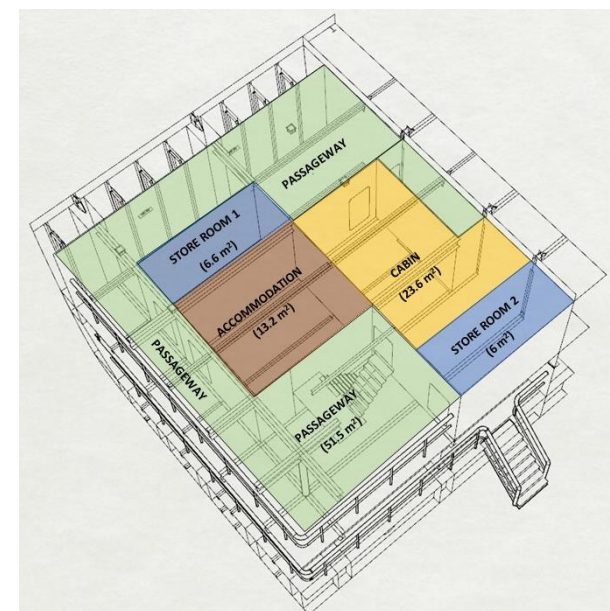 PASSAGEWAY
STORE ROOM 1
(6.6 m²)
CABIN
(23.6 m²)
ACCOMMODATION
(13.2 m²)
STORE ROOM 2
(6 m²)
PASSAGEWAY
PASSAGEWAY
(51.5 m²)